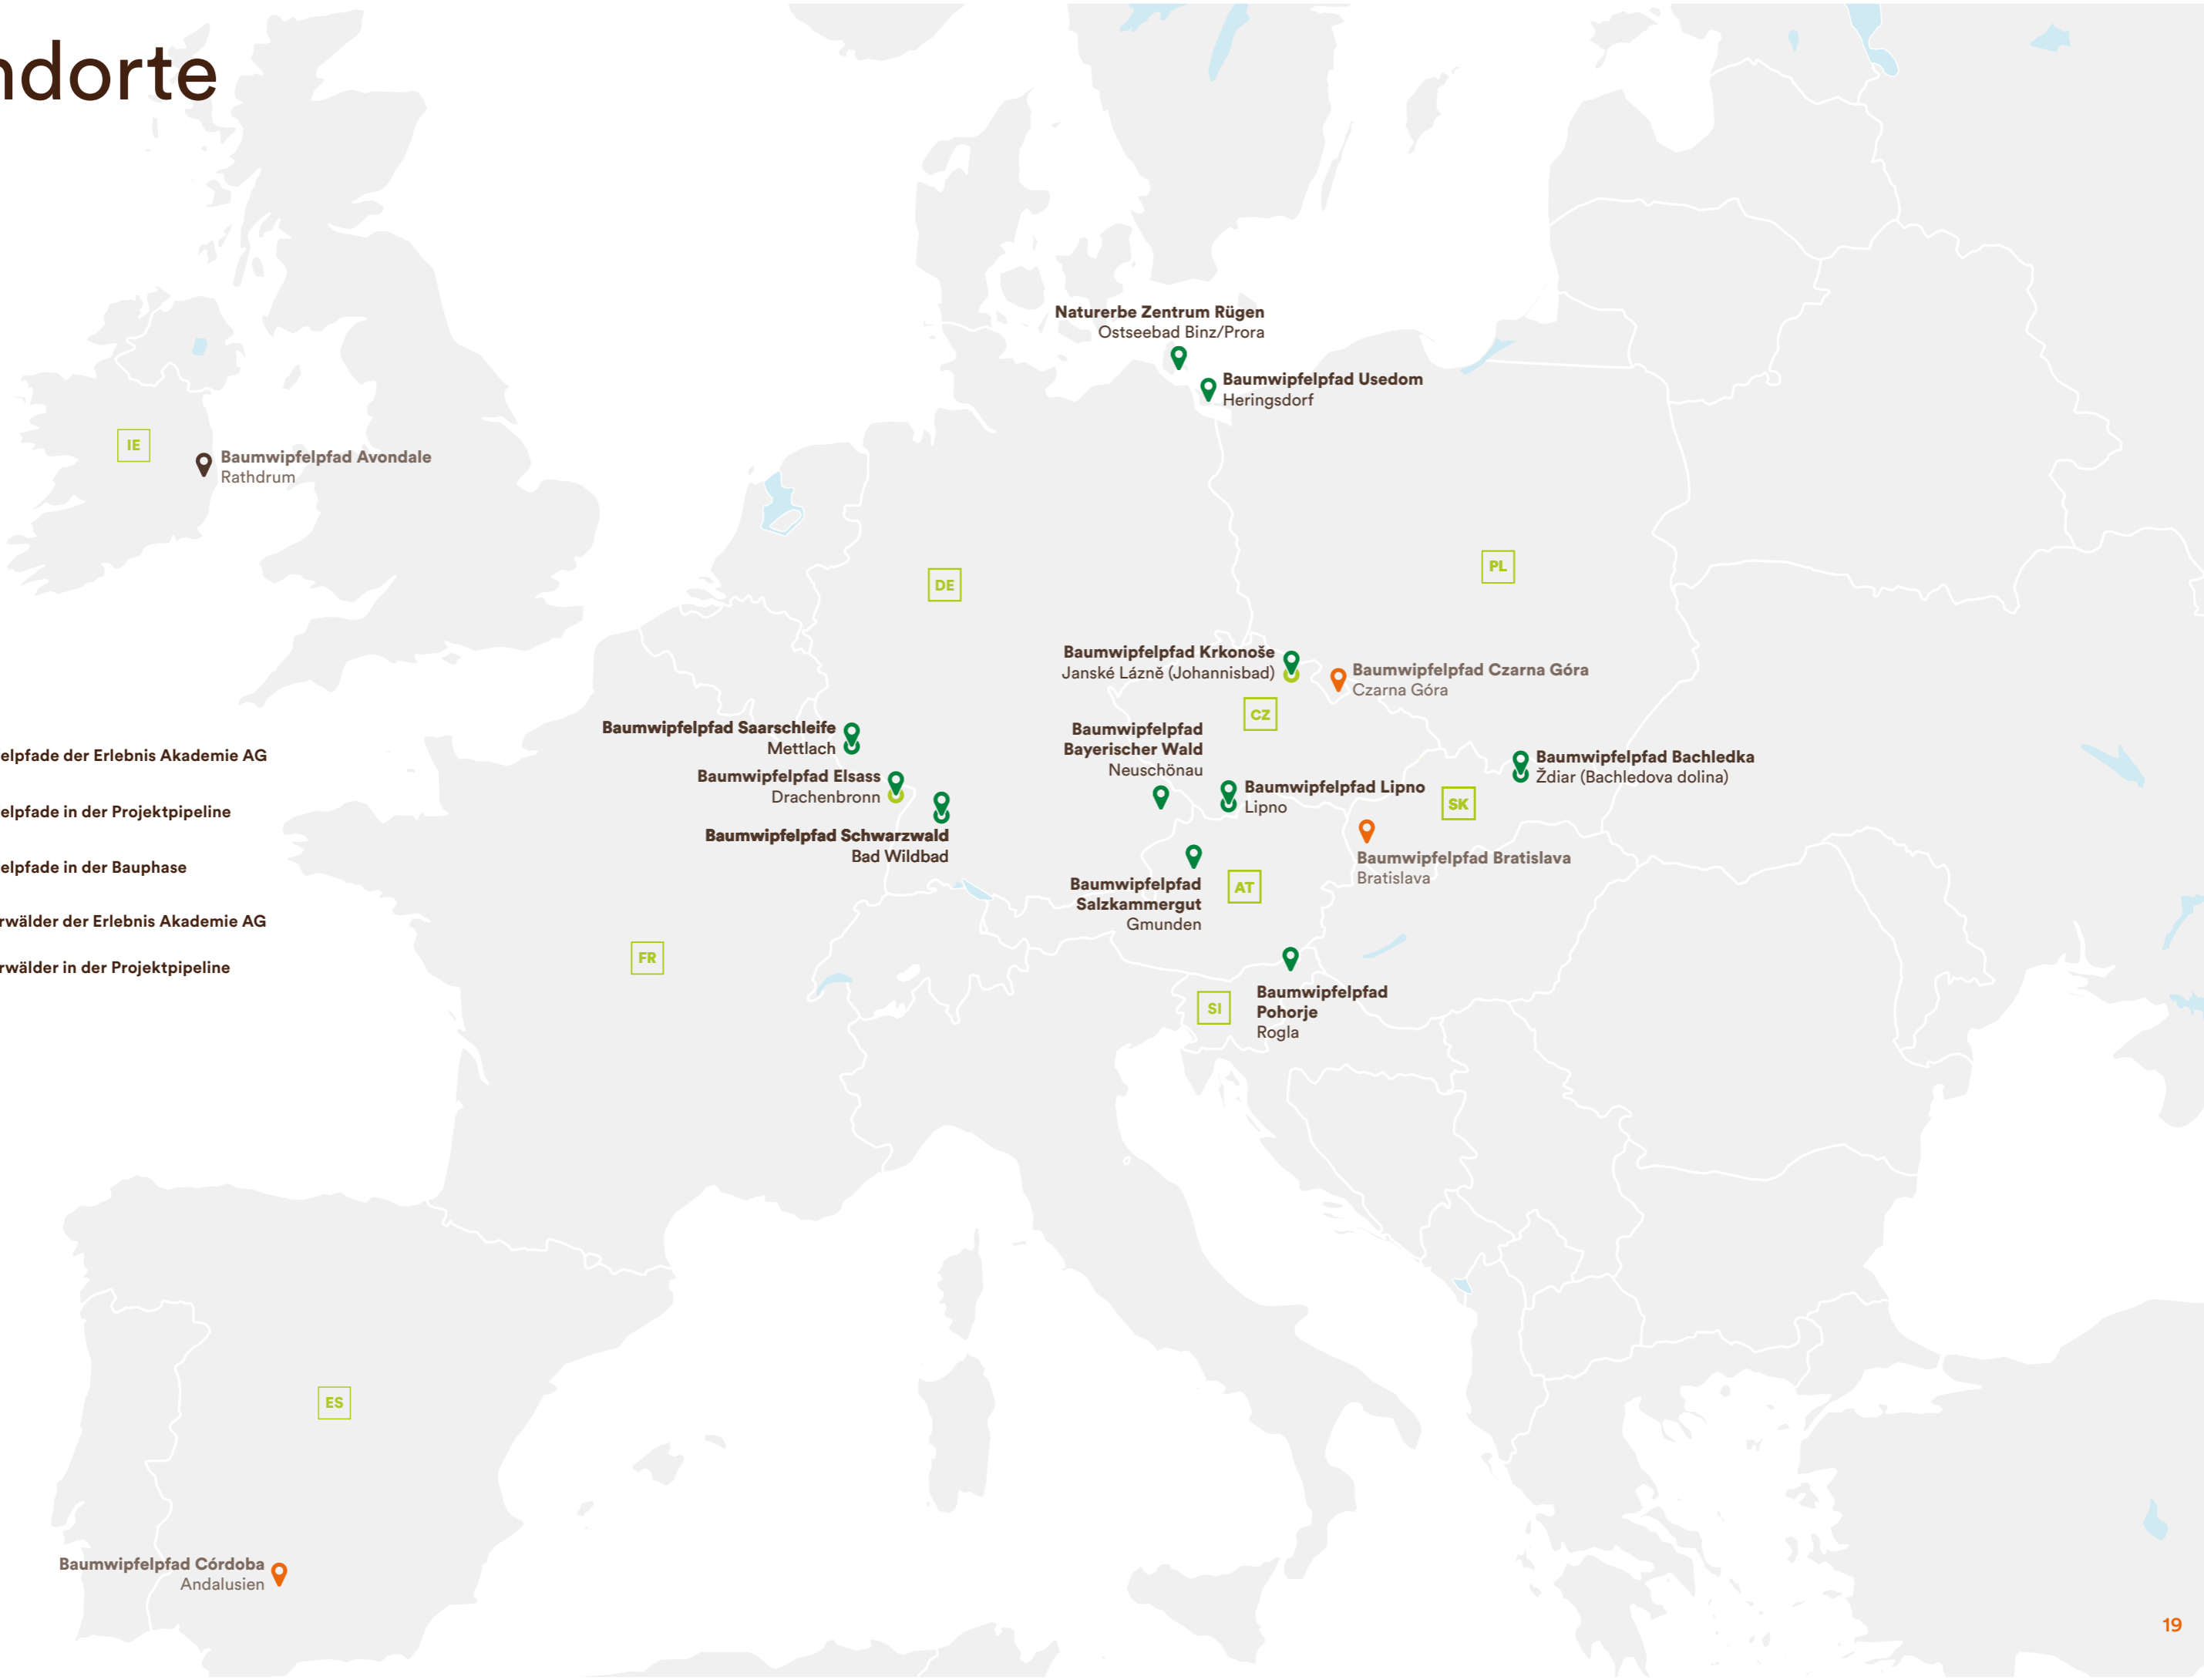 ndorte
Naturerbe Zentrum Rügen
Ostseebad Binz/Prora
Baumwipfelpfad Usedom
Heringsdorf
IE
Baumwipfelpfad Avondale
Rathdrum
DE
PL
Baumwipfelpfad Krkonoše
Janské Lázně (Johannisbad)
Baumwipfelpfad Czarna Góra
Czarna Góra
CZ
Baumwipfelpfad Saarschleife
Mettlach
Baumwipfelpfad
Bayerischer Wald
Neuschönau
elpfade der Erlebnis Akademie AG
elpfade in der Projektpipeline
elpfade in der Bauphase
rwälder der Erlebnis Akademie AG
rwälder in der Projektpipeline
Baumwipfelpfad Bachledka
Ždiar (Bachledova dolina)
Baumwipfelpfad Elsass
Drachenbronn
Baumwipfelpfad Lipno
Lipno
SK
Baumwipfelpfad Schwarzwald
Bad Wildbad
Baumwipfelpfad Bratislava
Bratislava
Baumwipfelpfad
Salzkammergut
Gmunden
AT
FR
SI
Baumwipfelpfad
Pohorje
Rogla
ES
Baumwipfelpfad Córdoba
Andalusien
19